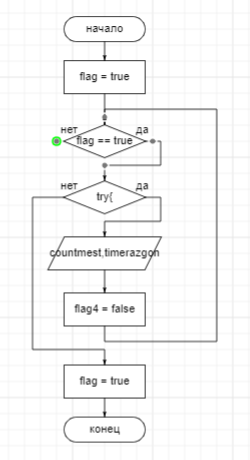 начало
flag = true
нет
да
flag == true
нет
да
try{
countmest,timerazgon
flag4 = false
flag = true
конец